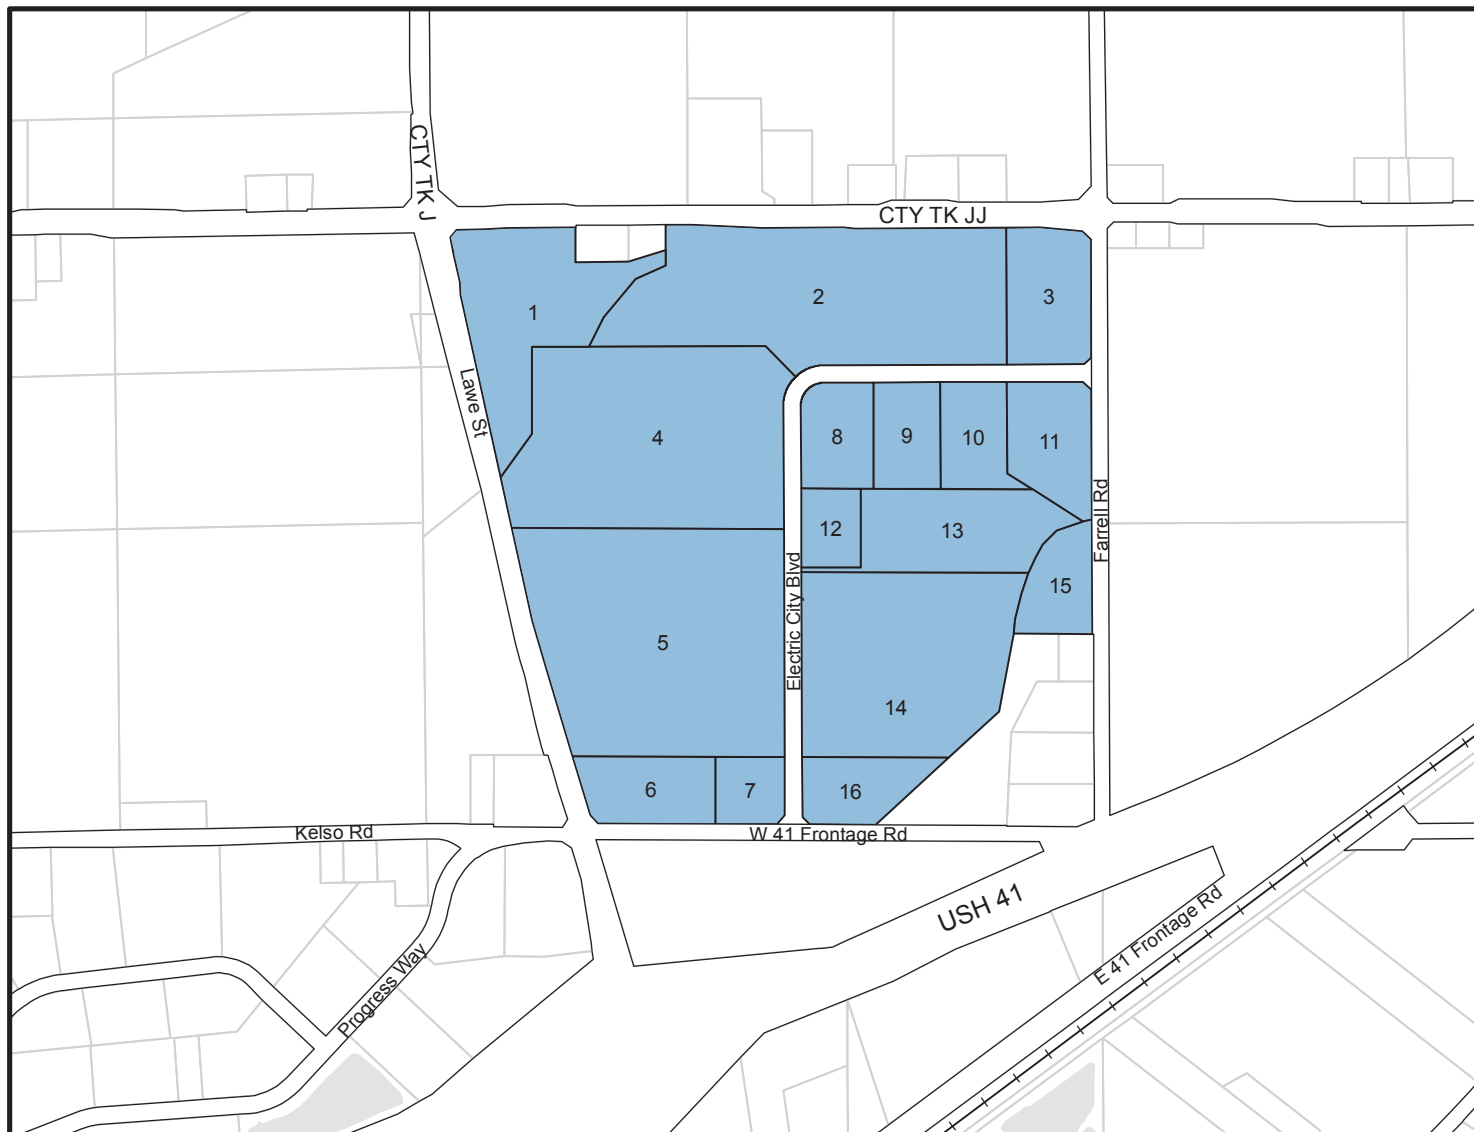 CTY TK J
CTY TK JJ
1
2
3
Lawe St
4
8
9
10
11
Farrell Rd
12
13
Electric City Blvd
15
5
14
6
7
16
Kelso Rd
W 41 Frontage Rd
USH 41
E 41 Frontage Rd
Progress Way